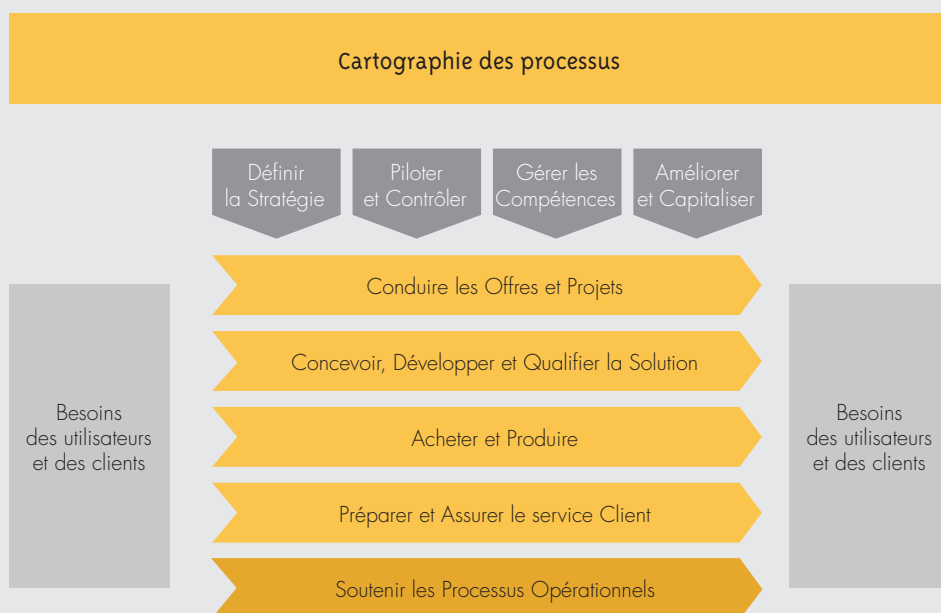 Cartographie des processus
Définir
la Stratégie
Piloter
et Contrôler
Gérer les
Compétences
Améliorer
et Capitaliser
Conduire les Offres et Projets
Concevoir, Développer et Qualifier la Solution
Acheter et Produire
Préparer et Assurer le service Client
Soutenir les Processus Opérationnels
Besoins
des utilisateurs
et des clients
Besoins
des utilisateurs
et des clients